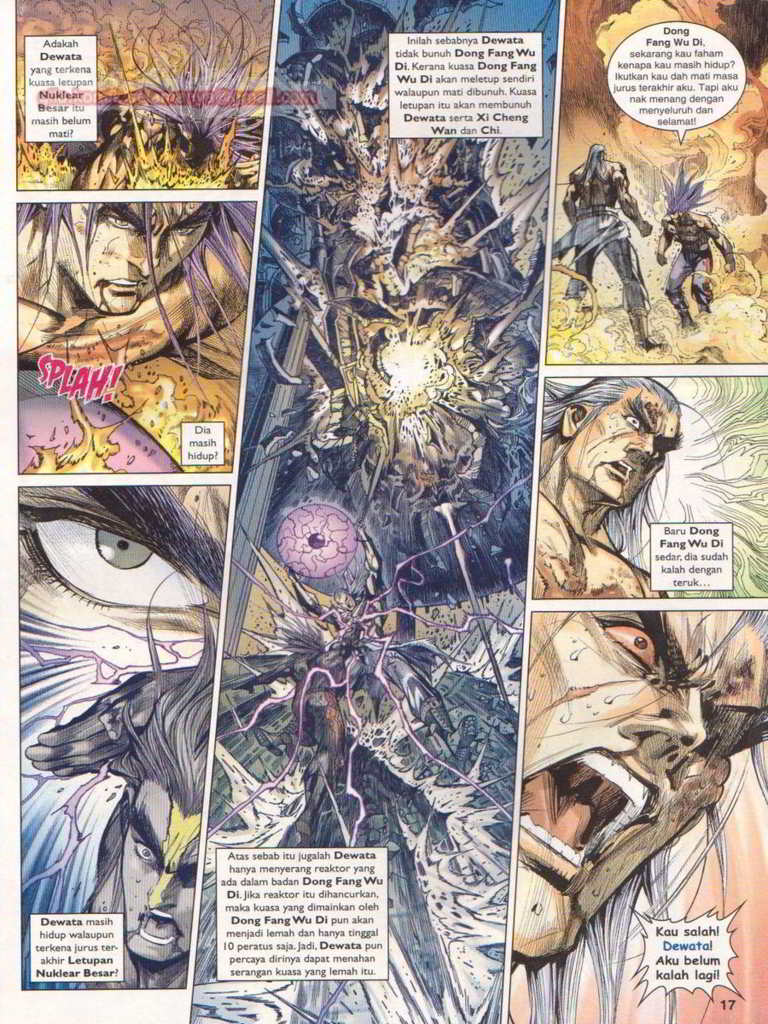 Adakah
Dewata
yang terkena
kuasa letupan
Nuklear
Besar itu
masih belum
mati?
SPLAH!
Dia
masih
hidup?
Dewata masih
hidup walaupun
terkena jurus ter-
akhir Letupan
Nuklear Besar?
Inilah sebabnya Dewata
tidak bunuh Dong Fang Wu
Di. Kerana kuasa Dong Fang
Wu Di akan meletup sendiri
walaupun mati dibunuh. Kuasa
letupan itu akan membunuh
Dewata serta Xi Cheng
Wan dan Chi.
Atas sebab itu jugalah Dewata
hanya menyerang reaktor yang
ada dalam badan Dong Fang Wu
Di. Jika reaktor itu dihancurkan,
maka kuasa yang dimainkan oleh
Dong Fang Wu Di pun akan
menjadi lemah dan hanya tinggal
10 peratus saja. Jadi, Dewata pun
percaya dirinya dapat menahan
serangan kuasa yang lemah itu.
Dong
Fang Wu Di,
sekarang kau faham
kenapa kau masih hidup?
Ikutkan kau dah mati masa
jurus terakhir aku. Tapi aku
nak menang dengan
menyeluruh dan
selamat!
Baru Dong
Fang Wu Di
sedar, dia sudah
kalah dengan
teruk...
Kau salah!
Dewata!
Aku belum
kalah lagi!
17